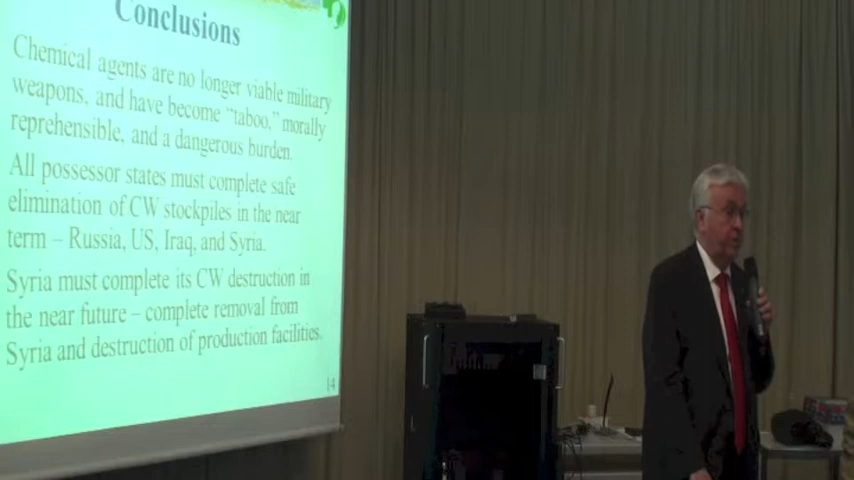 Conclusions
Chemical agents are no longer viable military
weapons, and have become “taboo,” morally
reprehensible, and a dangerous burden.
All possessor states must complete safe
elimination of CW stockpiles in the near
term – Russia, US, Iraq, and Syria.
Syria must complete its CW destruction in
the near future – complete removal from
Syria and destruction of production facilities.
14